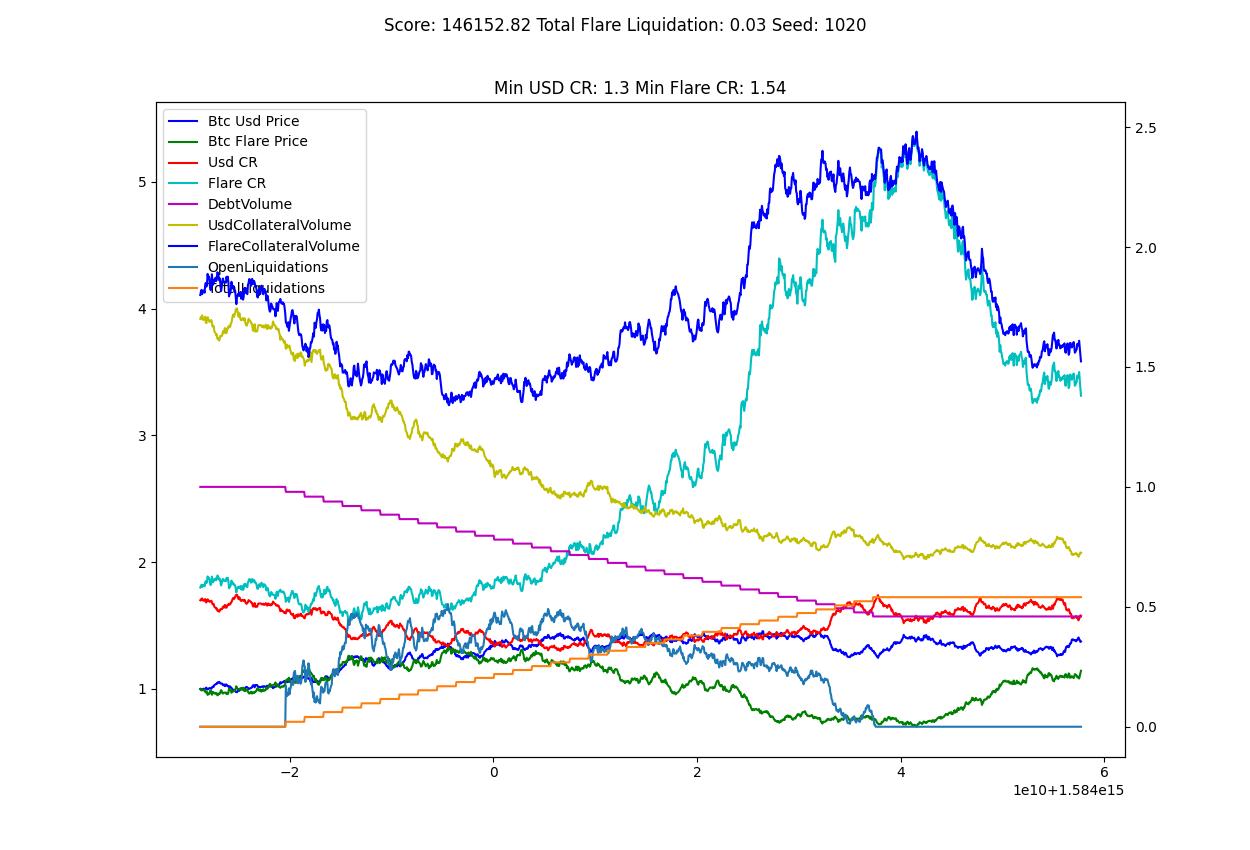 Score: 146152.82 Total Flare Liquidation: 0.03 Seed: 1020
Min USD CR: 1.3 Min Flare CR: 1.54
Btc Usd Price
Btc Flare Price
Usd CR
Flare CR
DebtVolume
UsdCollateralVolume
FlareCollateralVolume
OpenLiquidations
TotalLiquidations
5
4
3
2
1
2.5
2.0
1.5
1.0
0.5
0.0
−2
0
2
4
6
1e10+1.584e15